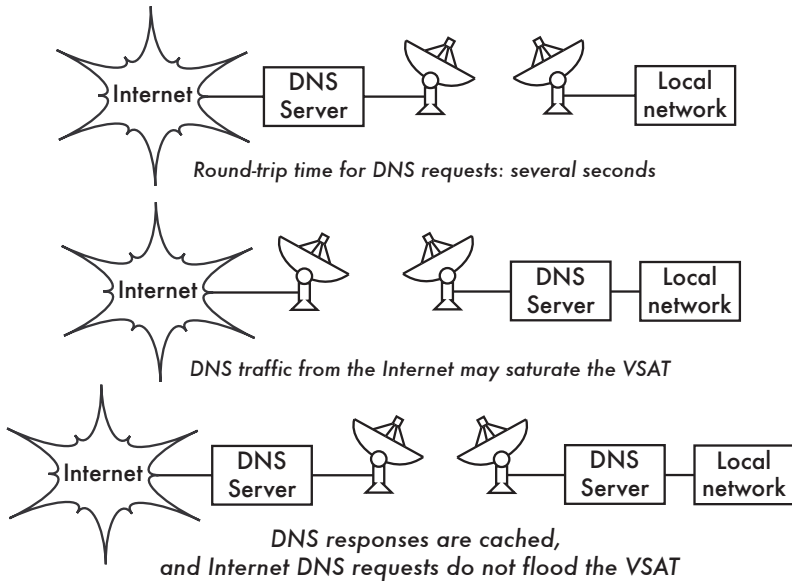 Internet
DNS
Server
Local
network
Round-trip time for DNS requests: several seconds
Internet
DNS
Server
Local
network
DNS traffic from the Internet may saturate the VSAT
Internet
DNS
Server
DNS
Server
Local
network
DNS responses are cached,
and Internet DNS requests do not flood the VSAT